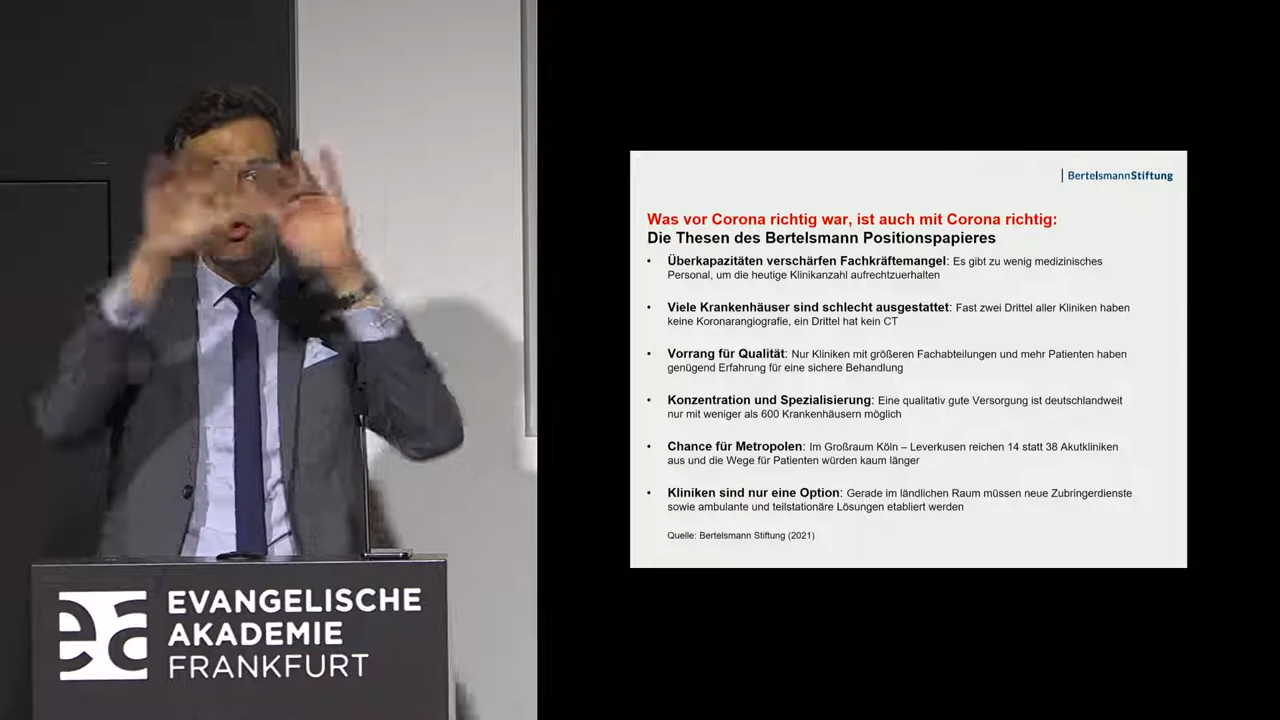 BertelsmannStiftung
Was vor Corona richtig war, ist auch mit Corona richtig:
Die Thesen des Bertelsmann Positionspapieres
• Überkapazitäten verschärfen Fachkräftemangel: Es gibt zu wenig medizinisches
Personal, um die heutige Klinikanzahl aufrechtzuerhalten
• Viele Krankenhäuser sind schlecht ausgestattet: Fast zwei Drittel aller Kliniken haben
keine Koronarangiografie, ein Drittel hat kein CT
• Vorrang für Qualität: Nur Kliniken mit größeren Fachabteilungen und mehr Patienten haben
genügend Erfahrung für eine sichere Behandlung
• Konzentration und Spezialisierung: Eine qualitativ gute Versorgung ist deutschlandweit
nur mit weniger als 600 Krankenhäusern möglich
• Chance für Metropolen: Im Großraum Köln – Leverkusen reichen 14 statt 38 Akutkliniken
aus und die Wege für Patienten würden kaum länger
• Kliniken sind nur eine Option: Gerade im ländlichen Raum müssen neue Zubringerdienste
sowie ambulante und teilstationäre Lösungen etabliert werden
Quelle: Bertelsmann Stiftung (2021)
ea
EVANGELISCHE
AKADEMIE
FRANKFURT